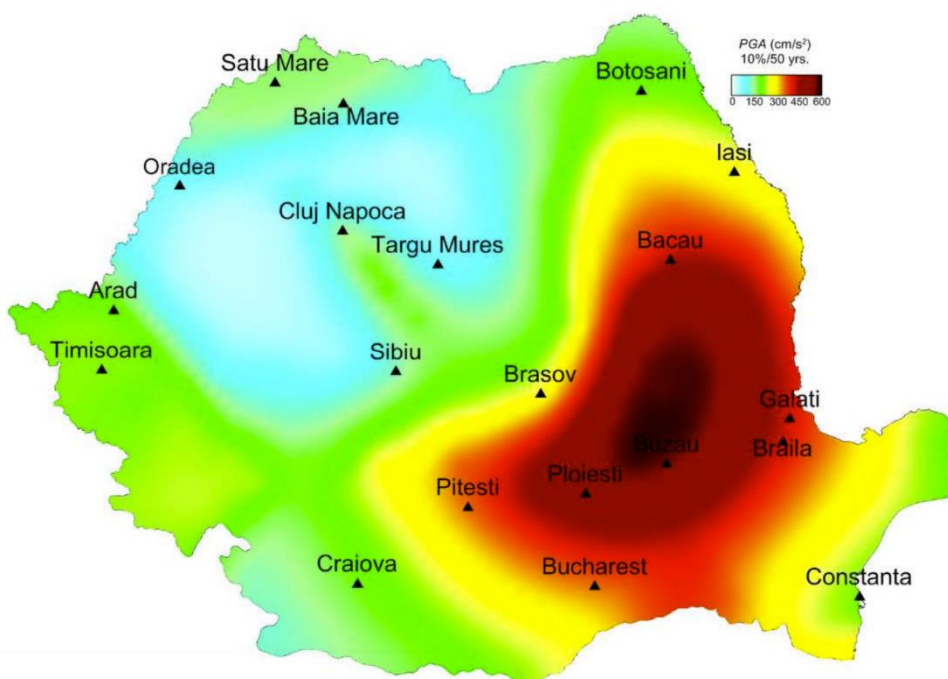 PGA (cm/s²)
10%/50 yrs.
0 150 300 450 600
Satu Mare
Botosani
Baia Mare
Iasi
Oradea
Cluj Napoca
Targu Mures
Bacau
Arad
Timisoara
Sibiu
Brasov
Galati
Braila
Buzau
Ploiesti
Pitesti
Craiova
Bucharest
Constanta